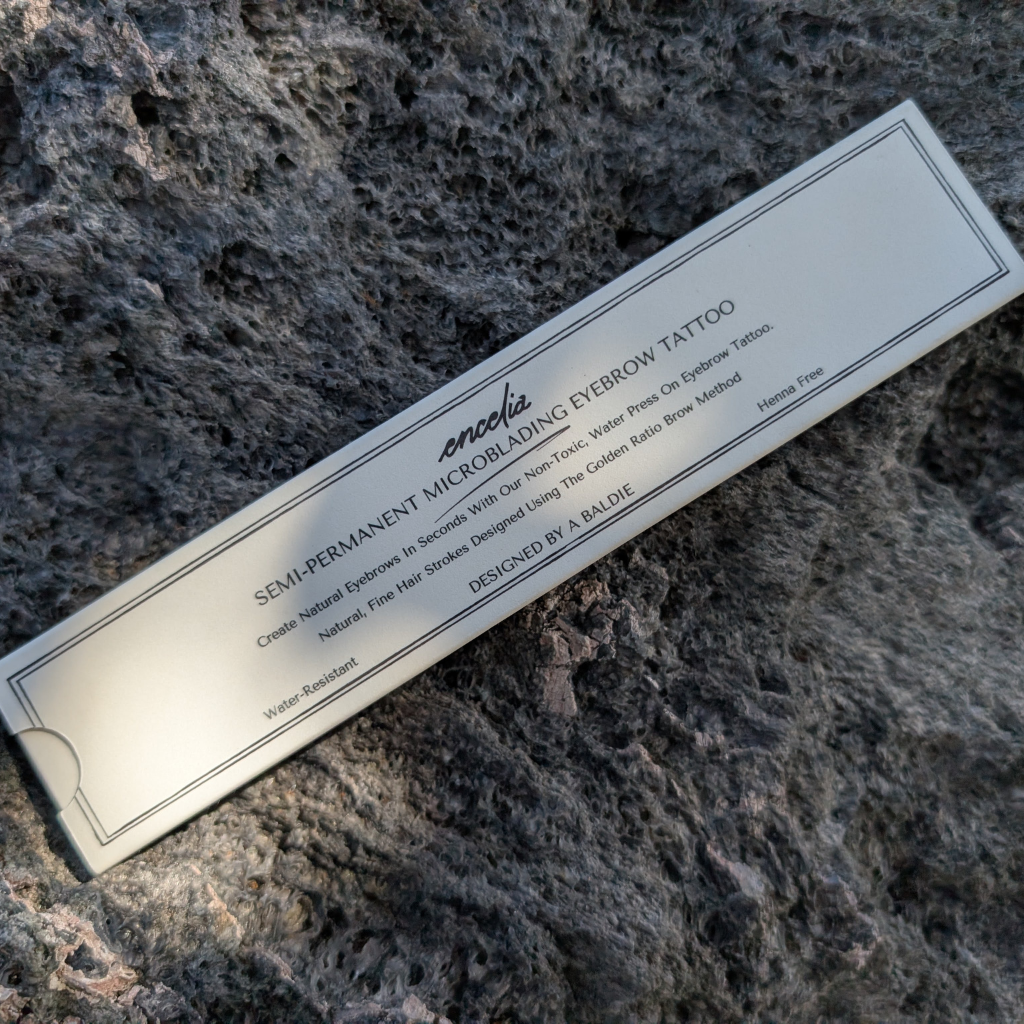 encelia
SEMI-PERMANENT MICROBLADING EYEBROW TATTOO
Create Natural Eyebrows In Seconds With Our Non-Toxic, Water Press On Eyebrow Tattoo.
Natural, Fine Hair Strokes Designed Using The Golden Ratio Brow Method
DESIGNED BY A BALDIE
Water-Resistant
Henna Free